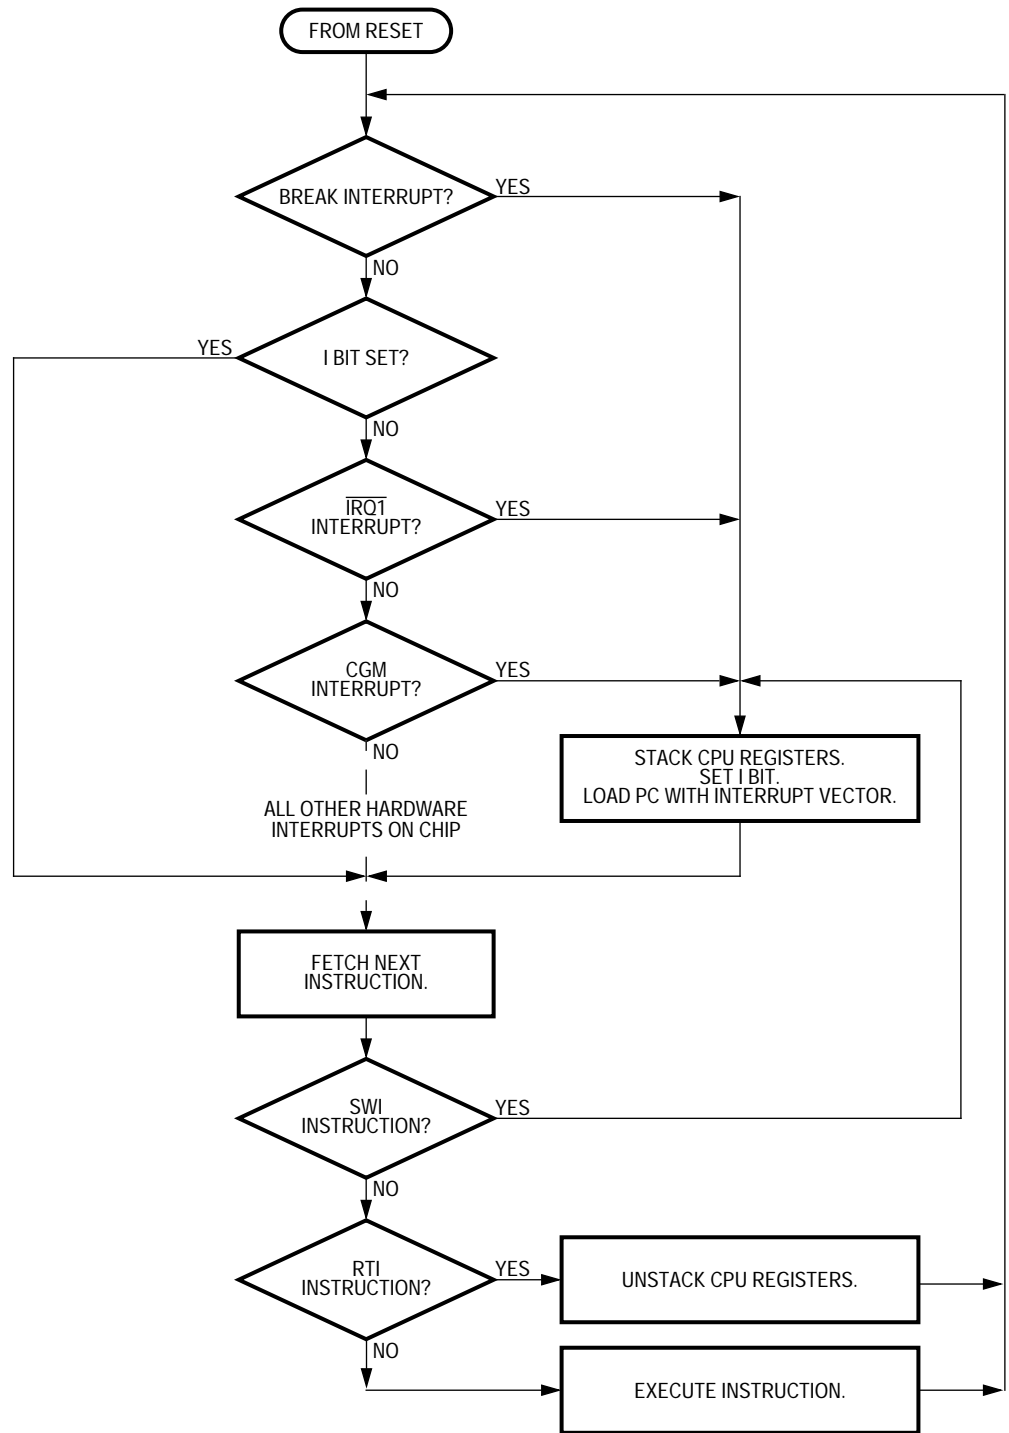 FROM RESET
BREAK INTERRUPT?
YES
NO
I BIT SET?
YES
NO
IRQ1
INTERRUPT?
YES
NO
CGM
INTERRUPT?
YES
NO
STACK CPU REGISTERS.
SET I BIT.
LOAD PC WITH INTERRUPT VECTOR.
ALL OTHER HARDWARE
INTERRUPTS ON CHIP
FETCH NEXT
INSTRUCTION.
SWI
INSTRUCTION?
YES
NO
RTI
INSTRUCTION?
YES
UNSTACK CPU REGISTERS.
NO
EXECUTE INSTRUCTION.